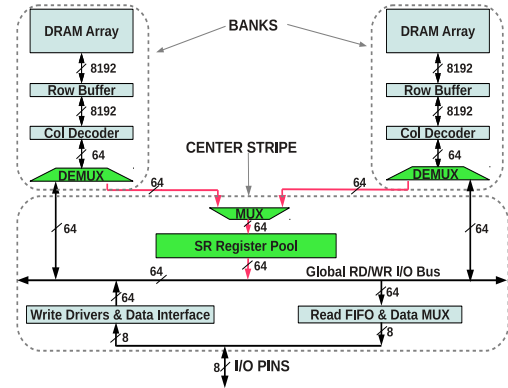 DRAM Array
BANKS
DRAM Array
8192
8192
Row Buffer
Row Buffer
8192
8192
Col Decoder
Col Decoder
64
CENTER STRIPE
64
DEMUX
DEMUX
64
64
MUX
64
64
64
SR Register Pool
64
64
Global RD/WR I/O Bus
64
64
Write Drivers & Data Interface
Read FIFO & Data MUX
8
8
8
I/O PINS